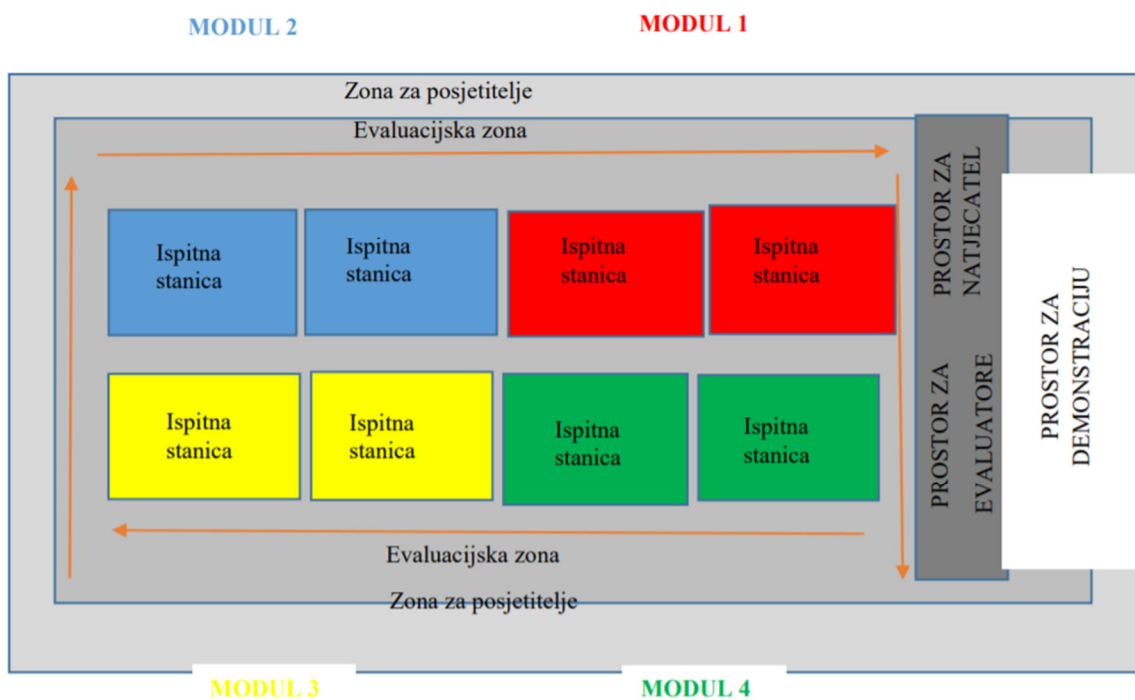 MODUL 2
MODUL 1
Zona za posjetitelje
Evaluacijska zona
Ispitna
stanica
Ispitna
stanica
Ispitna
stanica
Ispitna
stanica
PROSTOR ZA
NATJECATEL
PROSTOR ZA
DEMONSTRACIJU
Ispitna
stanica
Ispitna
stanica
Ispitna
stanica
Ispitna
stanica
PROSTOR ZA
EVALUATORE
Evaluacijska zona
Zona za posjetitelje
MODUL 3
MODUL 4